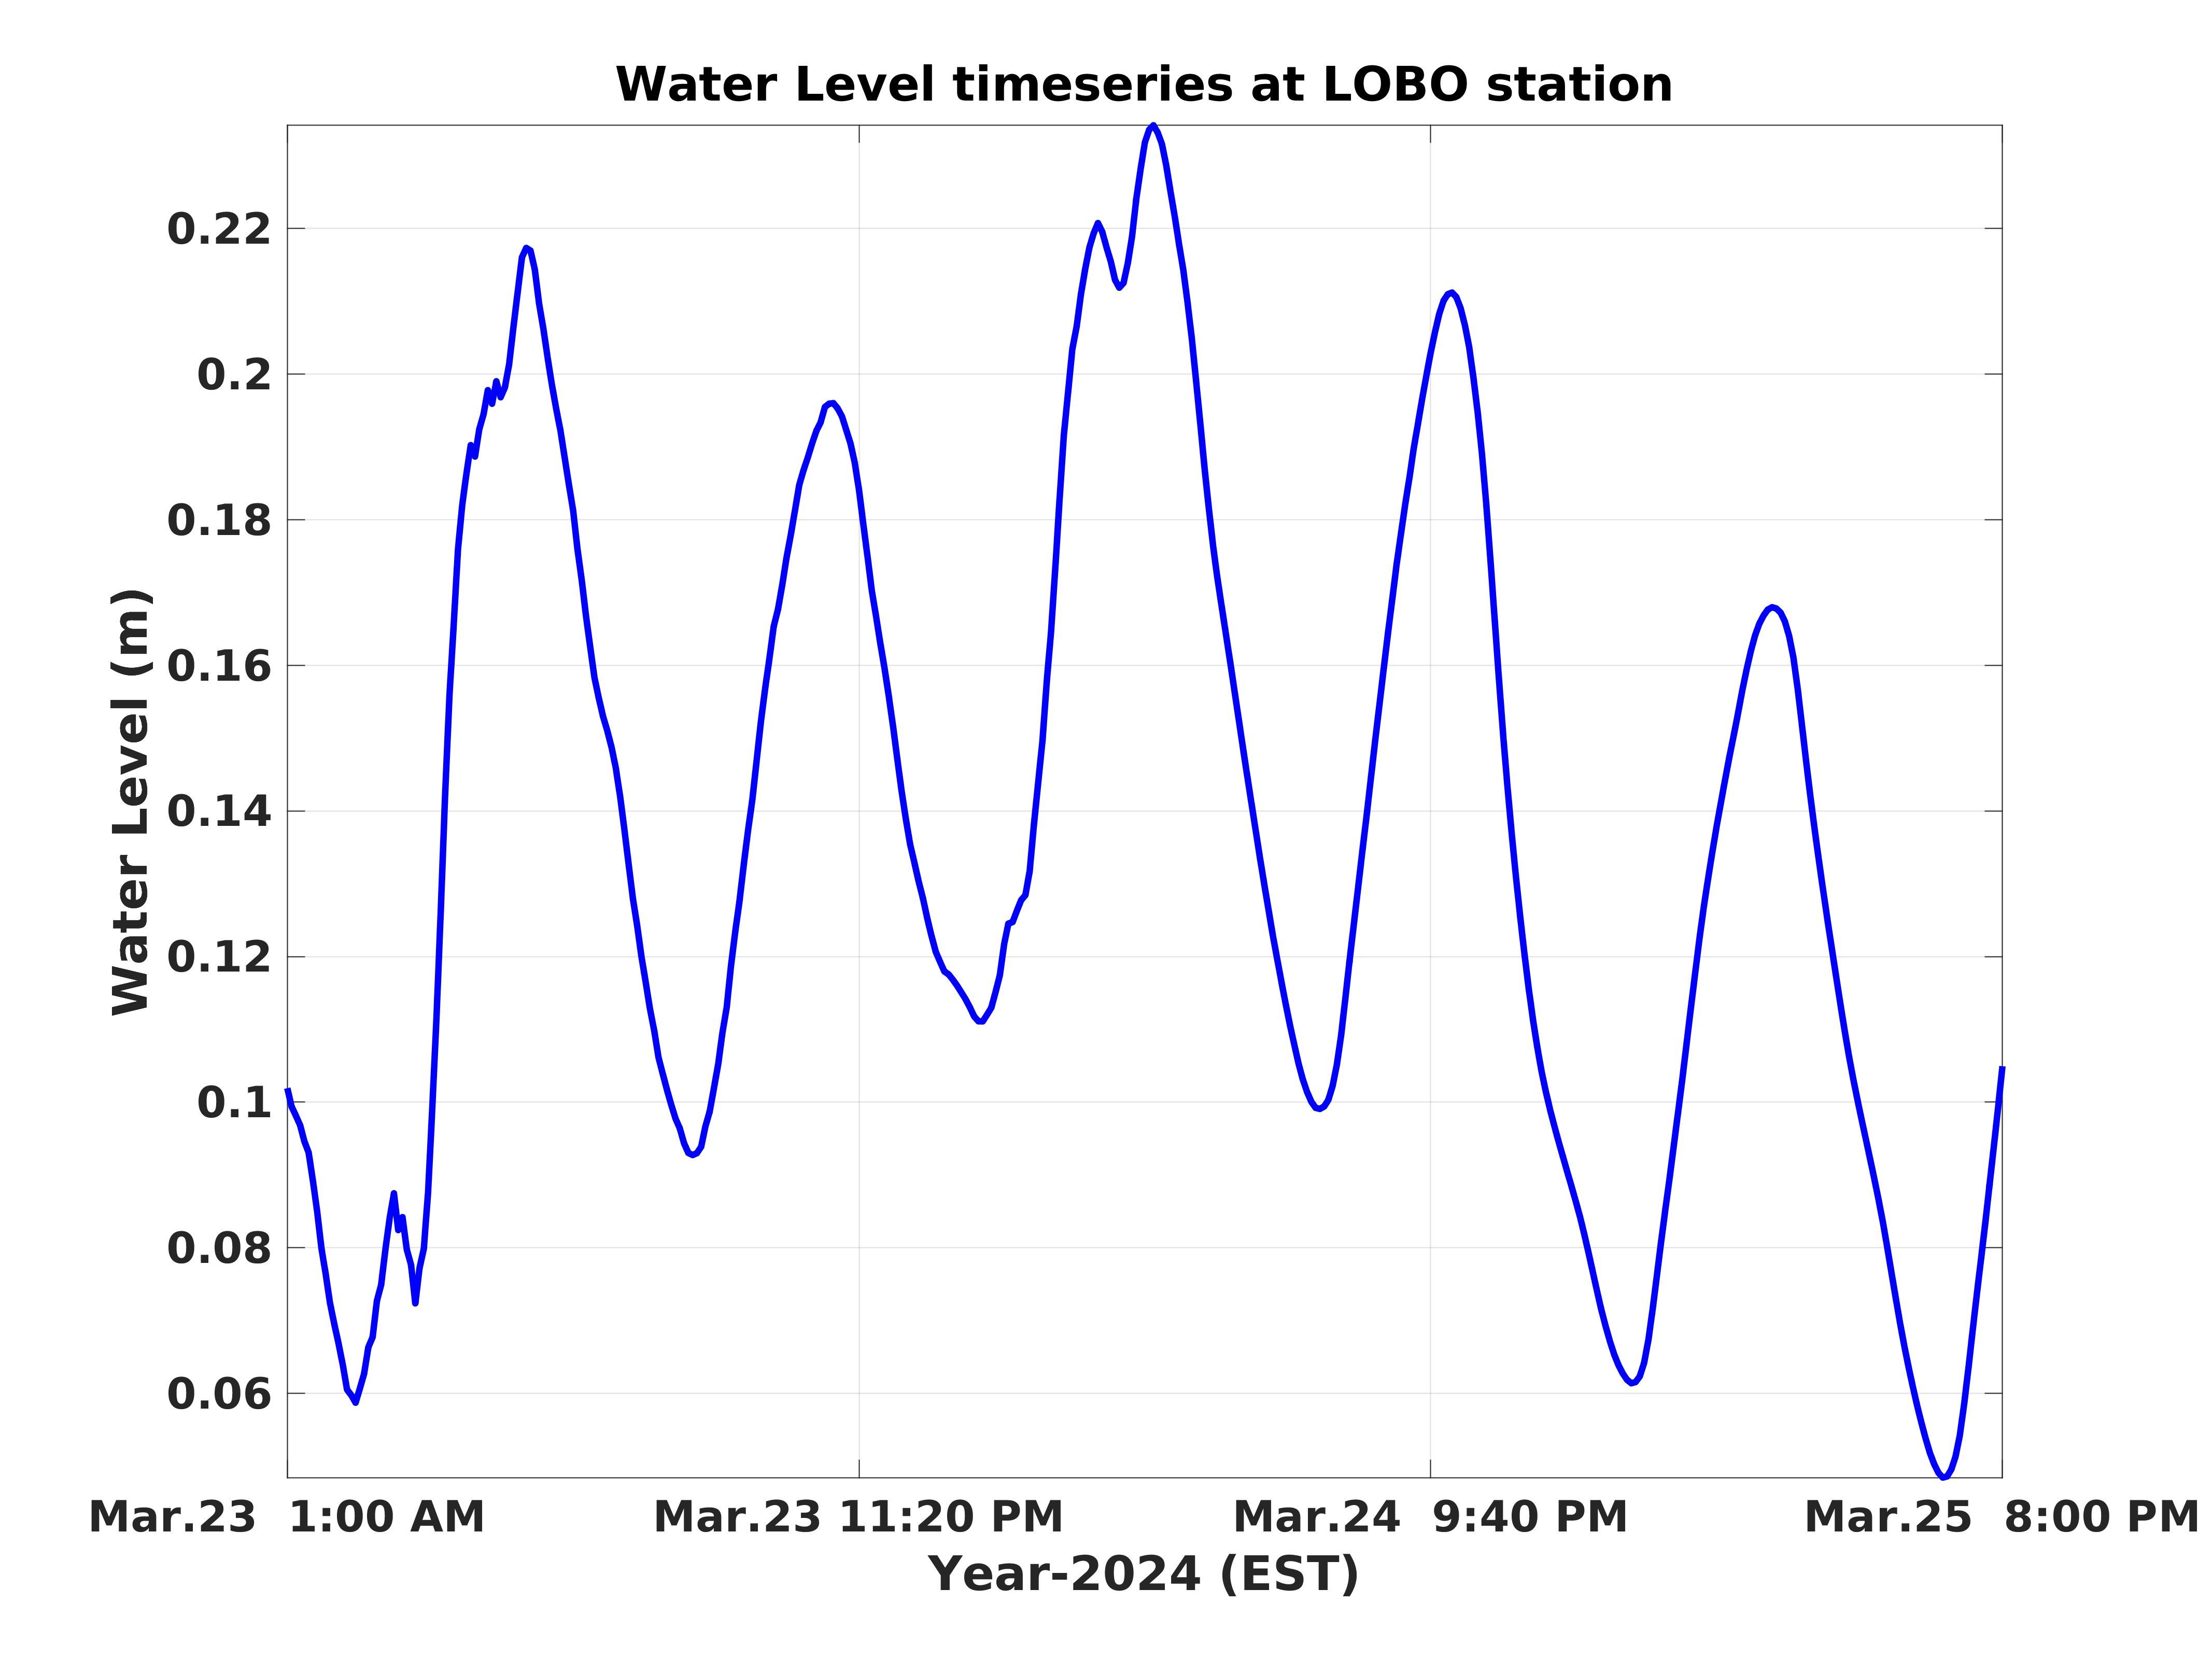 Water Level timeseries at LOBO station
Water Level (m)
0.22
0.2
0.18
0.16
0.14
0.12
0.1
0.08
0.06
Mar.23 1:00 AM
Mar.23 11:20 PM
Mar.24 9:40 PM
Mar.25 8:00 PM
Year-2024 (EST)